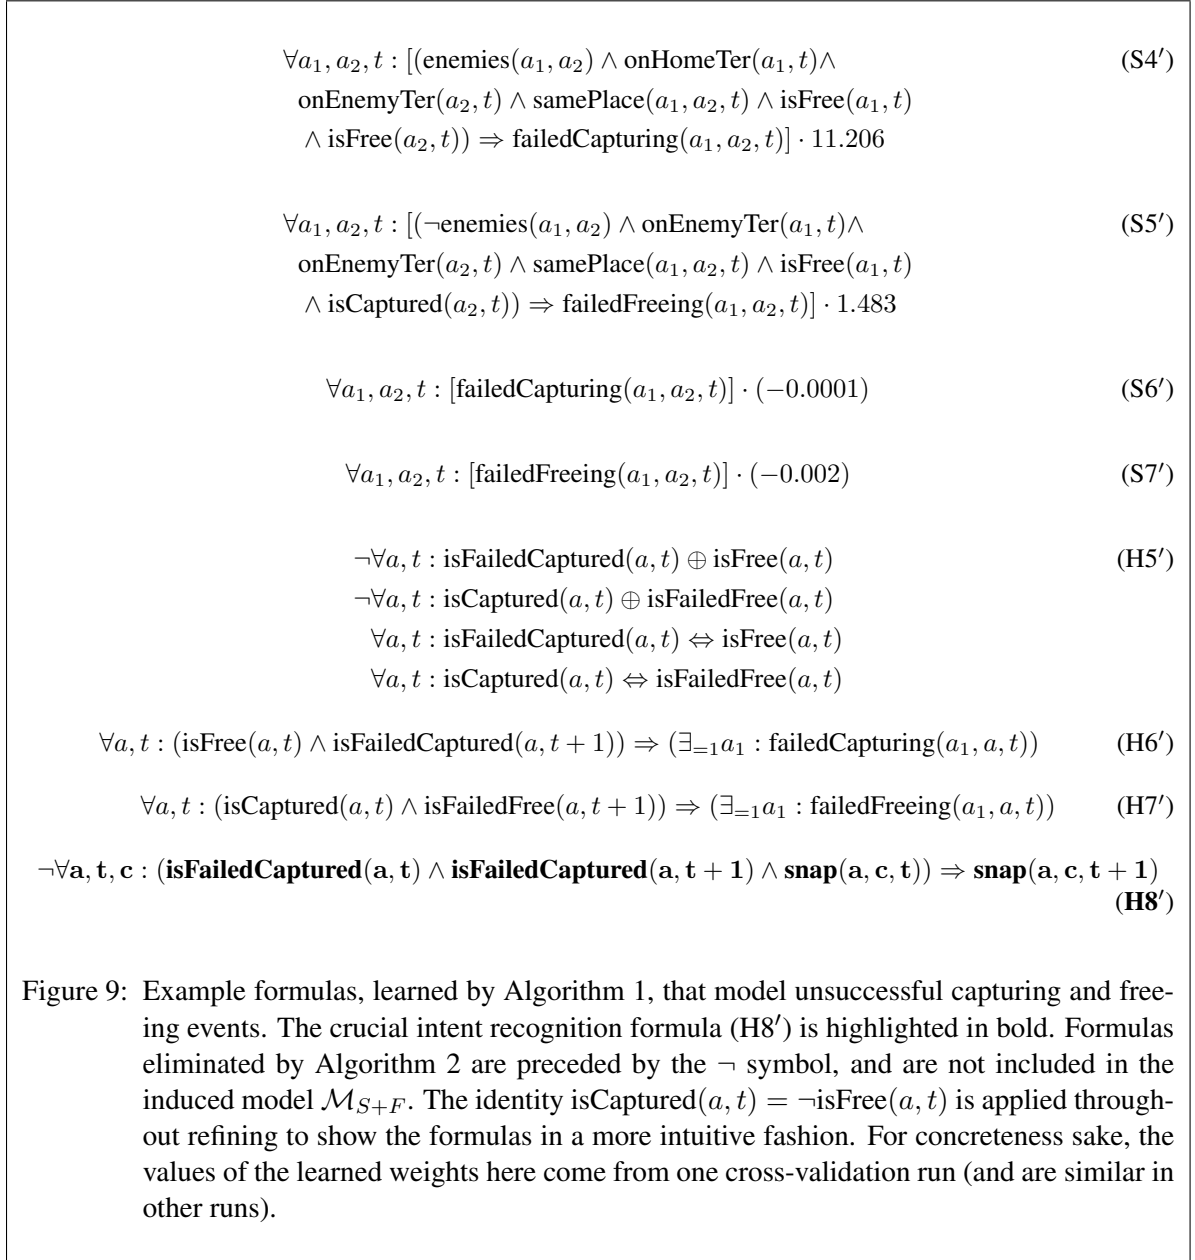 ∀a₁, a₂, t : [(enemies(a₁, a₂) ∧ onHomeTer(a₁, t)∧ (S4′)
onEnemyTer(a₂, t) ∧ samePlace(a₁, a₂, t) ∧ isFree(a₁, t)
∧ isFree(a₂, t)) ⇒ failedCapturing(a₁, a₂, t)] · 11.206
∀a₁, a₂, t : [(¬enemies(a₁, a₂) ∧ onEnemyTer(a₁, t)∧ (S5′)
onEnemyTer(a₂, t) ∧ samePlace(a₁, a₂, t) ∧ isFree(a₁, t)
∧ isCaptured(a₂, t)) ⇒ failedFreeing(a₁, a₂, t)] · 1.483
∀a₁, a₂, t : [failedCapturing(a₁, a₂, t)] · (−0.0001) (S6′)
∀a₁, a₂, t : [failedFreeing(a₁, a₂, t)] · (−0.002) (S7′)
¬∀a, t : isFailedCaptured(a, t) ⊕ isFree(a, t) (H5′)
¬∀a, t : isCaptured(a, t) ⊕ isFailedFree(a, t)
∀a, t : isFailedCaptured(a, t) ⇔ isFree(a, t)
∀a, t : isCaptured(a, t) ⇔ isFailedFree(a, t)
∀a, t : (isFree(a, t) ∧ isFailedCaptured(a, t + 1)) ⇒ (∃₌₁a₁ : failedCapturing(a₁, a, t)) (H6′)
∀a, t : (isCaptured(a, t) ∧ isFailedFree(a, t + 1)) ⇒ (∃₌₁a₁ : failedFreeing(a₁, a, t)) (H7′)
¬∀a, t, c : (isFailedCaptured(a, t) ∧ isFailedCaptured(a, t + 1) ∧ snap(a, c, t)) ⇒ snap(a, c, t + 1)
(H8′)
Figure 9: Example formulas, learned by Algorithm 1, that model unsuccessful capturing and free-
ing events. The crucial intent recognition formula (H8′) is highlighted in bold. Formulas
eliminated by Algorithm 2 are preceded by the ¬ symbol, and are not included in the
induced model ℳ_{S+F}. The identity isCaptured(a, t) = ¬isFree(a, t) is applied through-
out refining to show the formulas in a more intuitive fashion. For concreteness sake, the
values of the learned weights here come from one cross-validation run (and are similar in
other runs).